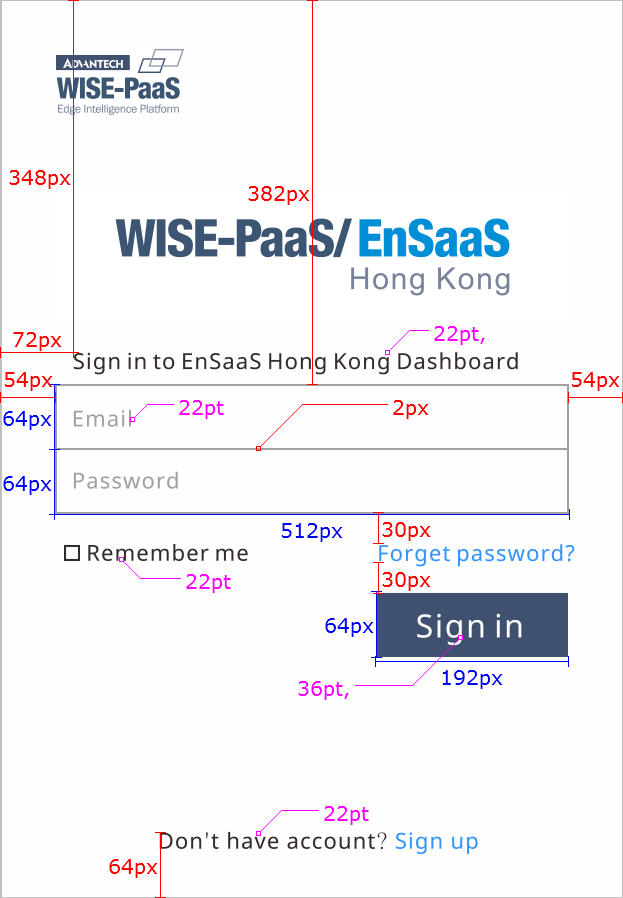 ADVANTECH
WISE-PaaS
Edge Intelligence Platform
348px
382px
WISE-PaaS/EnSaaS
Hong Kong
22pt,
72px
Sign in to EnSaaS Hong Kong Dashboard
54px
54px
64px
Email
22pt
2px
64px
Password
512px
30px
Remember me
Forget password?
22pt
30px
64px
Sign in
192px
36pt,
22pt
Don't have account? Sign up
64px